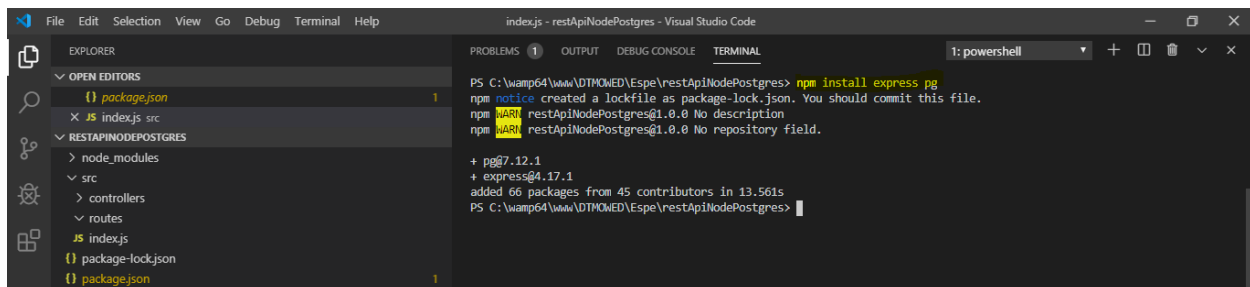 File Edit Selection View Go Debug Terminal Help
index.js - restApiNodePostgres - Visual Studio Code
EXPLORER
OPEN EDITORS
{} package.json 1
JS index.js src
RESTAPINODEPOSTGRES
node_modules
src
controllers
routes
JS index.js
{} package-lock.json
{} package.json 1
PROBLEMS 1 OUTPUT DEBUG CONSOLE TERMINAL 1: powershell
PS C:\wamp64\www\DTMOWED\Espe\restApiNodePostgres> npm install express pg
npm notice created a lockfile as package-lock.json. You should commit this file.
npm WARN restApiNodePostgres@1.0.0 No description
npm WARN restApiNodePostgres@1.0.0 No repository field.
+ pg@7.12.1
+ express@4.17.1
added 66 packages from 45 contributors in 13.561s
PS C:\wamp64\www\DTMOWED\Espe\restApiNodePostgres>